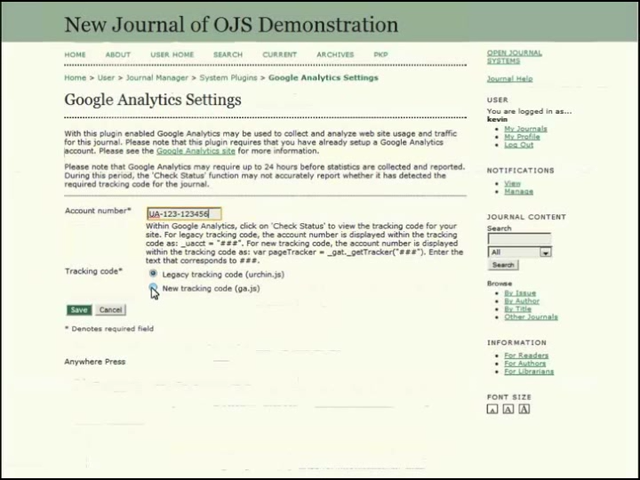 New Journal of OJS Demonstration
HOME ABOUT USER HOME SEARCH CURRENT ARCHIVES PKP
Home > User > Journal Manager > System Plugins > Google Analytics Settings
Google Analytics Settings
With this plugin enabled Google Analytics may be used to collect and analyze web site usage and traffic
for this journal. Please note that this plugin requires that you have already setup a Google Analytics
account. Please see the Google Analytics site for more information.
Please note that Google Analytics may require up to 24 hours before statistics are collected and reported.
During this period, the 'Check Status' function may not accurately report whether it has detected the
required tracking code for the journal.
Account number* UA-123-123456
Within Google Analytics, click on 'Check Status' to view the tracking code for your
site. For legacy tracking code, the account number is displayed within the tracking
code as: _uacct = "###". For new tracking code, the account number is displayed
within the tracking code as: var pageTracker = _gat._getTracker("###"). Enter the
text that corresponds to ###.
Tracking code* Legacy tracking code (urchin.js)
New tracking code (ga.js)
Save Cancel
* Denotes required field
Anywhere Press
OPEN JOURNAL
SYSTEMS
Journal Help
USER
You are logged in as...
kevin
My Journals
My Profile
Log Out
NOTIFICATIONS
View
Manage
JOURNAL CONTENT
Search
All
Search
Browse
By Issue
By Author
By Title
Other Journals
INFORMATION
For Readers
For Authors
For Librarians
FONT SIZE
A A A